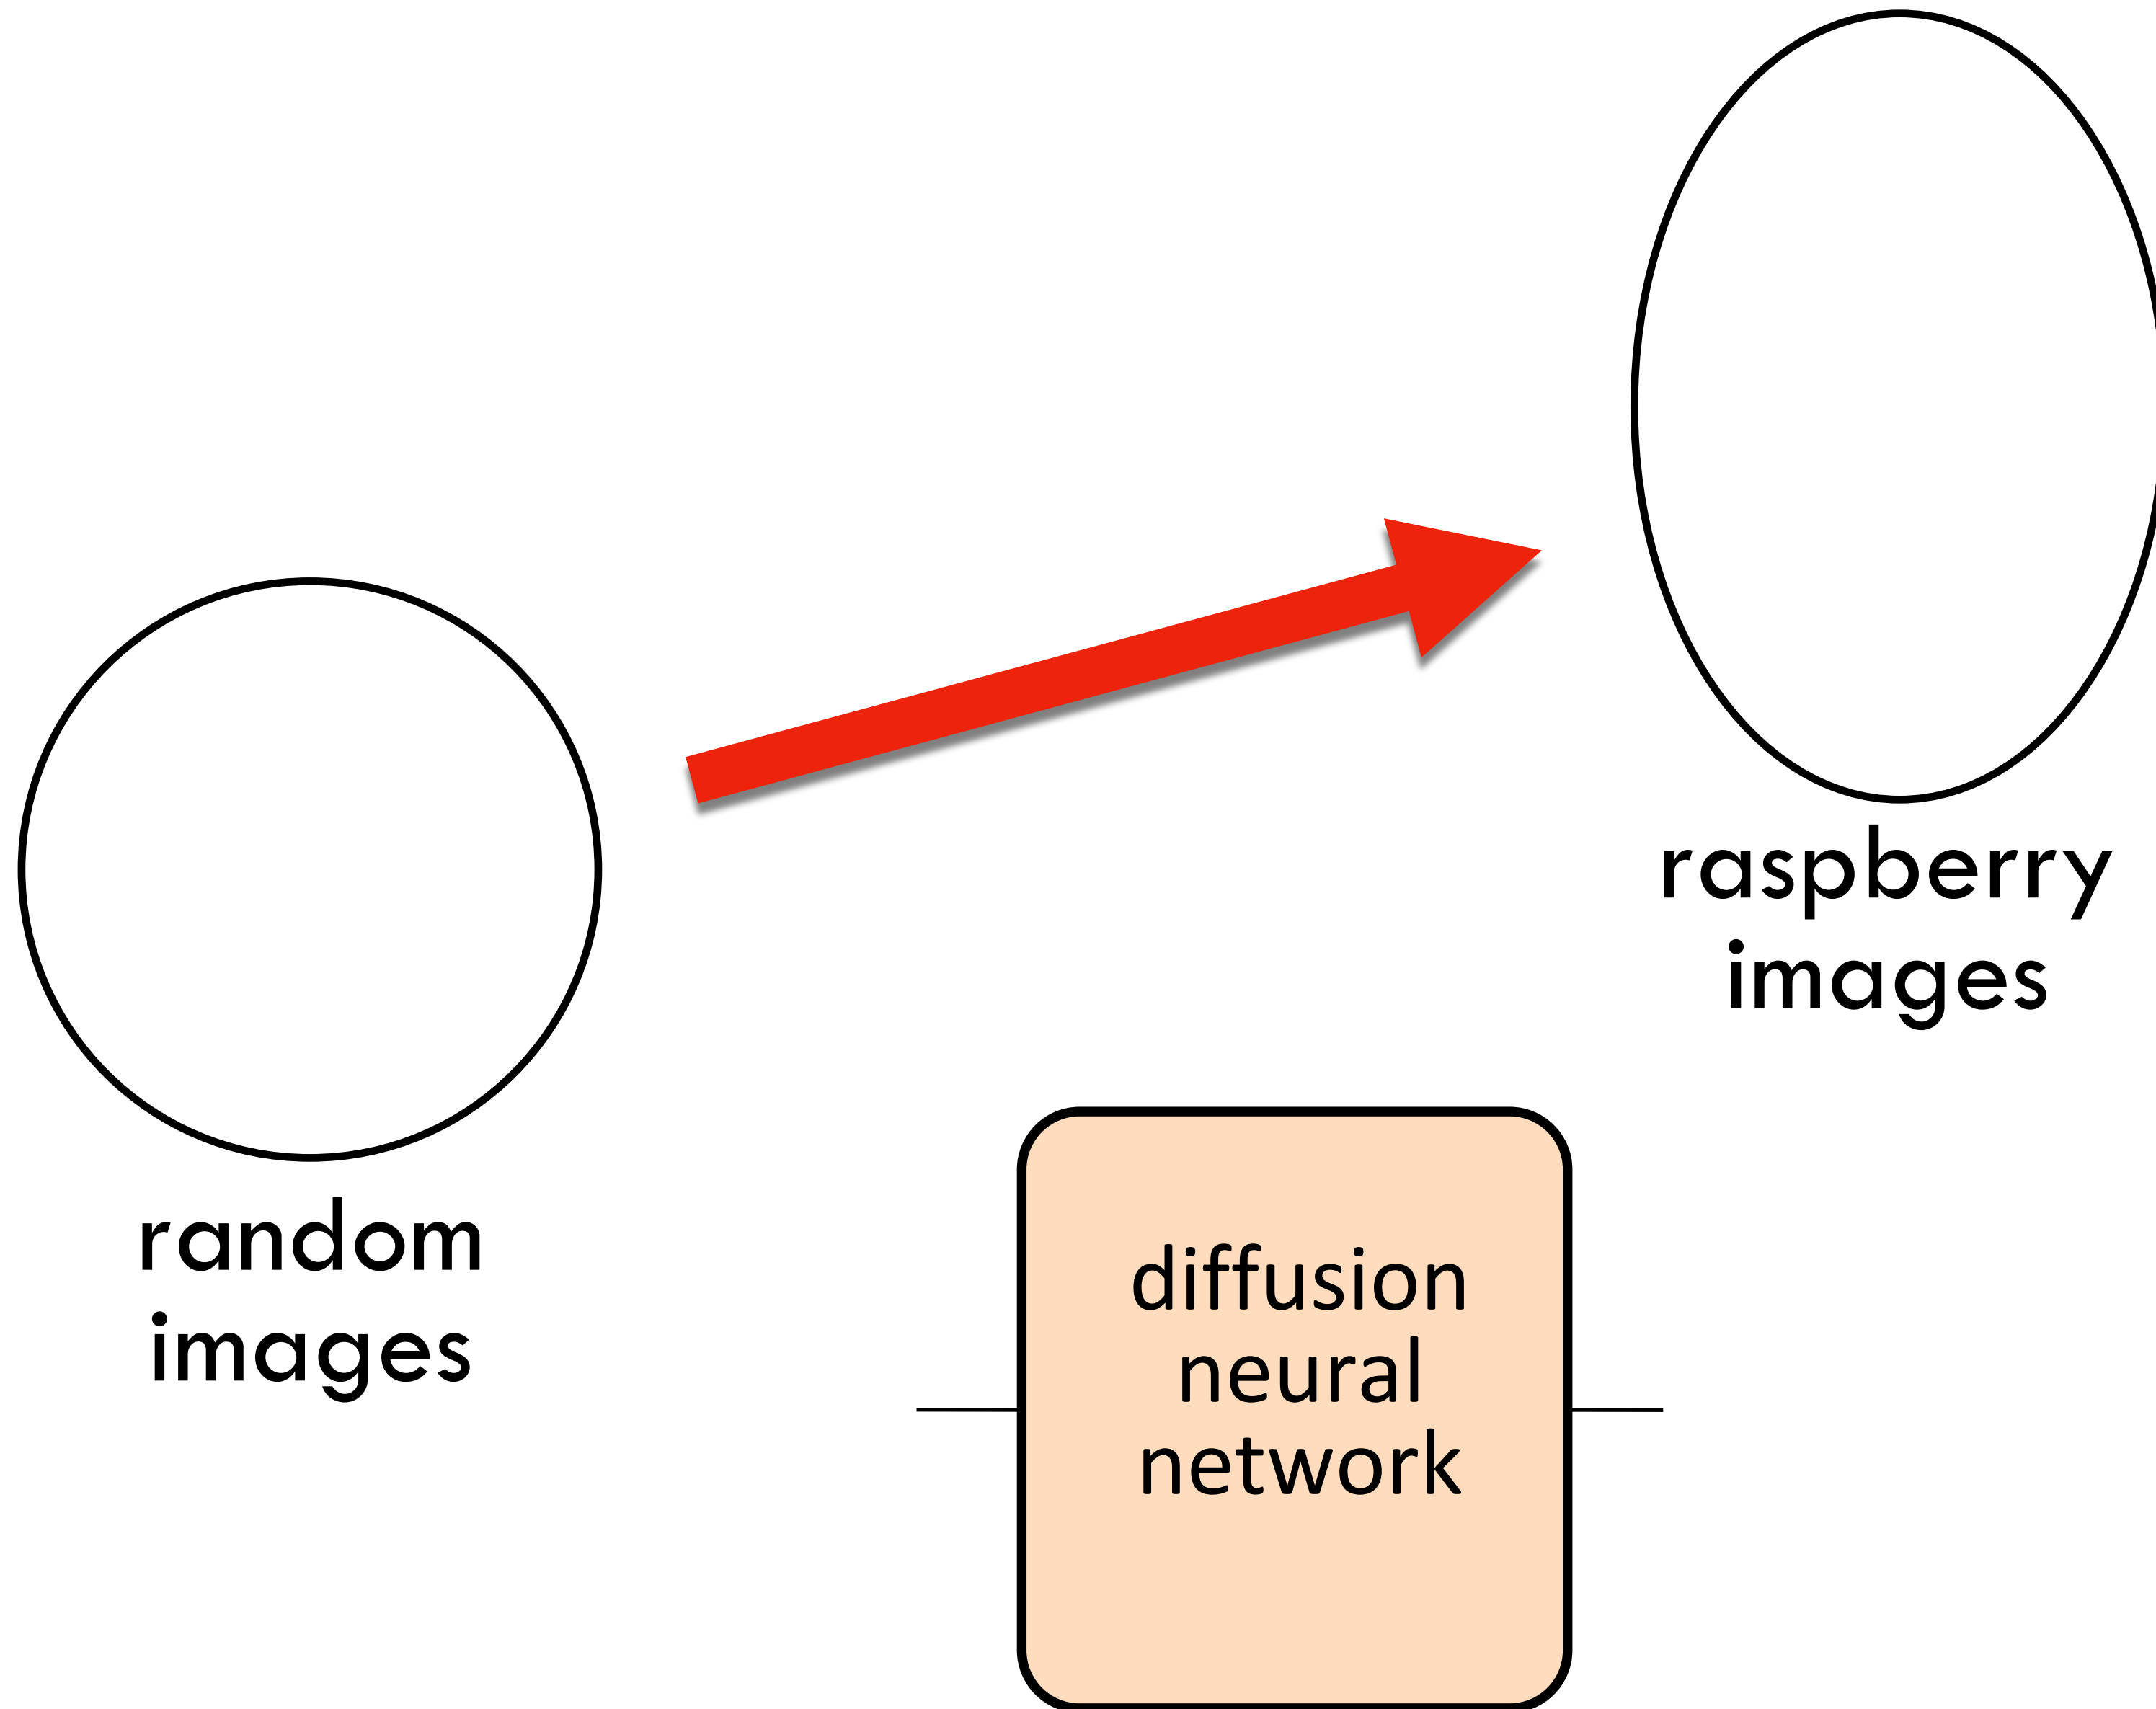 raspberry
images
random
images
diffusion
neural
network